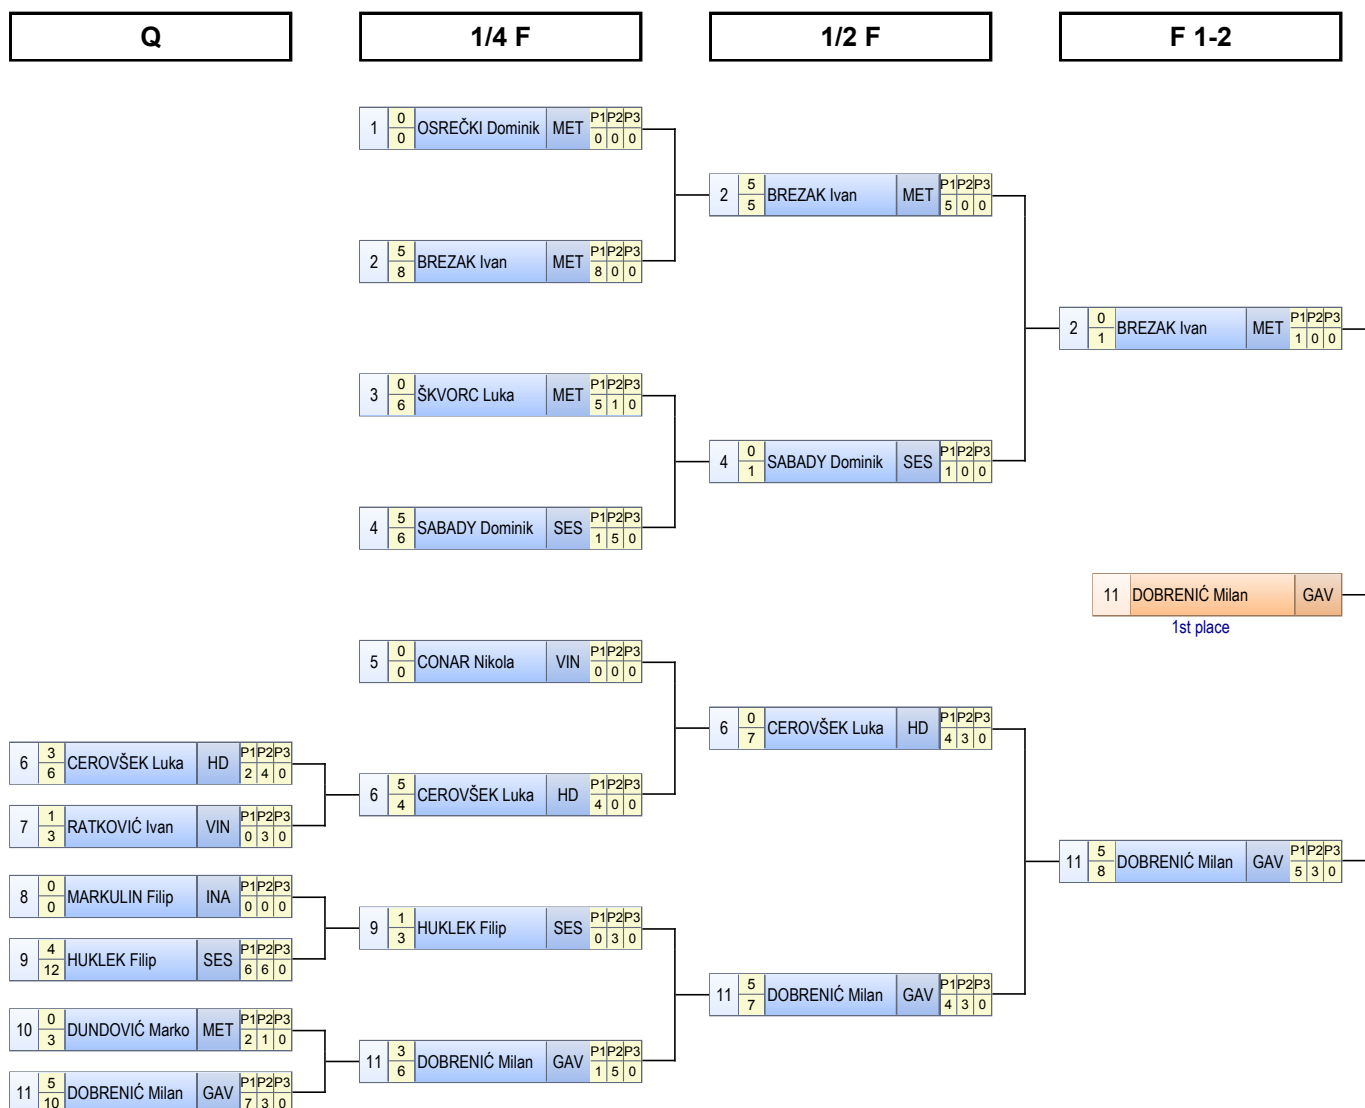 Q 1/4 F 1/2 F F 1-2
1 0 0 OSREČKI Dominik MET P1 P2 P3 0 0 0
2 5 5 BREZAK Ivan MET P1 P2 P3 5 0 0
2 5 8 BREZAK Ivan MET P1 P2 P3 8 0 0
2 0 1 BREZAK Ivan MET P1 P2 P3 1 0 0
3 0 6 ŠKVORC Luka MET P1 P2 P3 5 1 0
4 0 1 SABADY Dominik SES P1 P2 P3 1 0 0
4 5 6 SABADY Dominik SES P1 P2 P3 1 5 0
11 DOBRENIĆ Milan GAV
1st place
5 0 0 CONAR Nikola VIN P1 P2 P3 0 0 0
6 0 7 CEROVŠEK Luka HD P1 P2 P3 4 3 0
6 3 6 CEROVŠEK Luka HD P1 P2 P3 2 4 0
6 5 4 CEROVŠEK Luka HD P1 P2 P3 4 0 0
7 1 3 RATKOVIĆ Ivan VIN P1 P2 P3 0 3 0
11 5 8 DOBRENIĆ Milan GAV P1 P2 P3 5 3 0
8 0 0 MARKULIN Filip INA P1 P2 P3 0 0 0
9 1 3 HUKLEK Filip SES P1 P2 P3 0 3 0
9 4 12 HUKLEK Filip SES P1 P2 P3 6 6 0
11 5 7 DOBRENIĆ Milan GAV P1 P2 P3 4 3 0
10 0 3 DUNDOVIĆ Marko MET P1 P2 P3 2 1 0
11 3 6 DOBRENIĆ Milan GAV P1 P2 P3 1 5 0
11 5 10 DOBRENIĆ Milan GAV P1 P2 P3 7 3 0